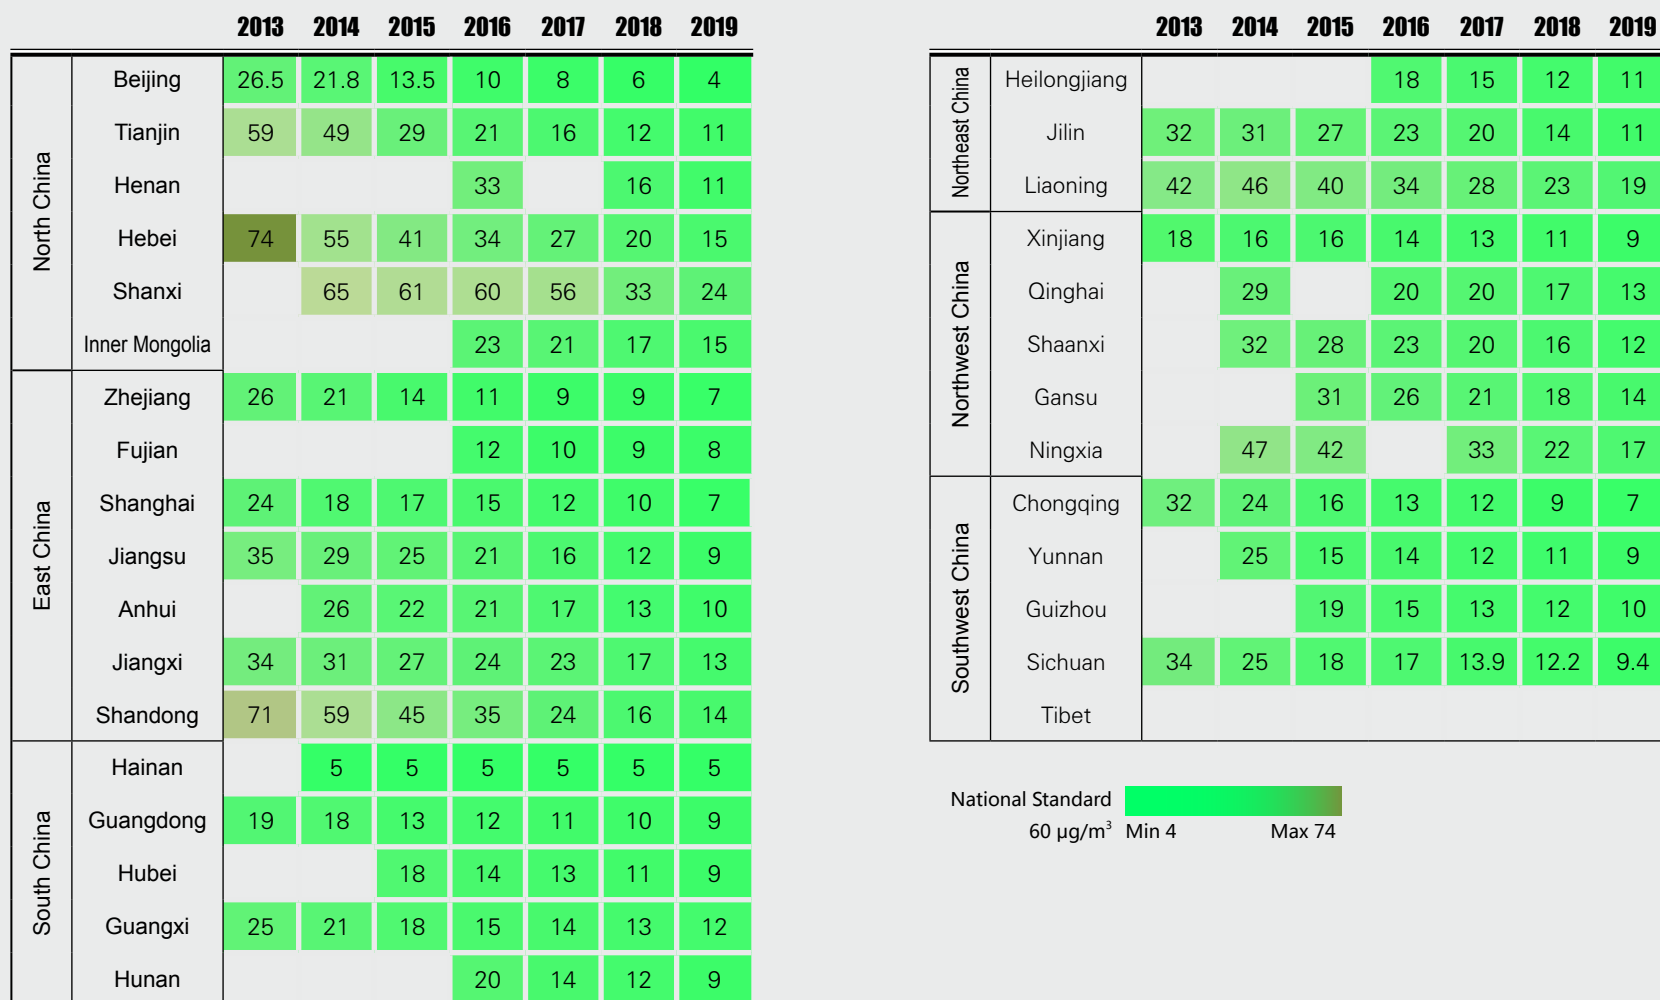 2013 2014 2015 2016 2017 2018 2019
North China
Beijing 26.5 21.8 13.5 10 8 6 4
Tianjin 59 49 29 21 16 12 11
Henan 33 16 11
Hebei 74 55 41 34 27 20 15
Shanxi 65 61 60 56 33 24
Inner Mongolia 23 21 17 15
East China
Zhejiang 26 21 14 11 9 9 7
Fujian 12 10 9 8
Shanghai 24 18 17 15 12 10 7
Jiangsu 35 29 25 21 16 12 9
Anhui 26 22 21 17 13 10
Jiangxi 34 31 27 24 23 17 13
Shandong 71 59 45 35 24 16 14
South China
Hainan 5 5 5 5 5 5
Guangdong 19 18 13 12 11 10 9
Hubei 18 14 13 11 9
Guangxi 25 21 18 15 14 13 12
Hunan 20 14 12 9
2013 2014 2015 2016 2017 2018 2019
Northeast China
Heilongjiang 18 15 12 11
Jilin 32 31 27 23 20 14 11
Liaoning 42 46 40 34 28 23 19
Northwest China
Xinjiang 18 16 16 14 13 11 9
Qinghai 29 20 20 17 13
Shaanxi 32 28 23 20 16 12
Gansu 31 26 21 18 14
Ningxia 47 42 33 22 17
Southwest China
Chongqing 32 24 16 13 12 9 7
Yunnan 25 15 14 12 11 9
Guizhou 19 15 13 12 10
Sichuan 34 25 18 17 13.9 12.2 9.4
Tibet
National Standard
60 µg/m³ Min 4 Max 74